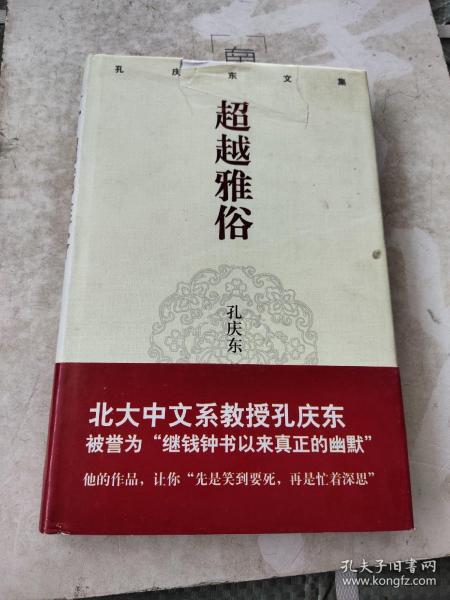 孔庆东文集
超越雅俗
孔庆东
北大中文系教授孔庆东
被誉为“继钱钟书以来真正的幽默”
他的作品，让你“先是笑到要死，再是忙着深思”
孔夫子旧书网
www.kongfz.com